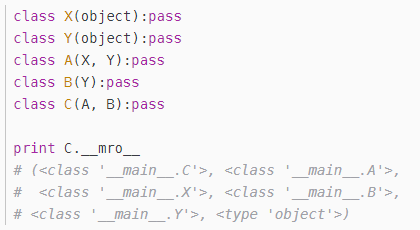 class X(object):pass
class Y(object):pass
class A(X, Y):pass
class B(Y):pass
class C(A, B):pass
print C.__mro__
# (<class '__main__.C'>, <class '__main__.A'>,
#  <class '__main__.X'>, <class '__main__.B'>,
# <class '__main__.Y'>, <type 'object'>)